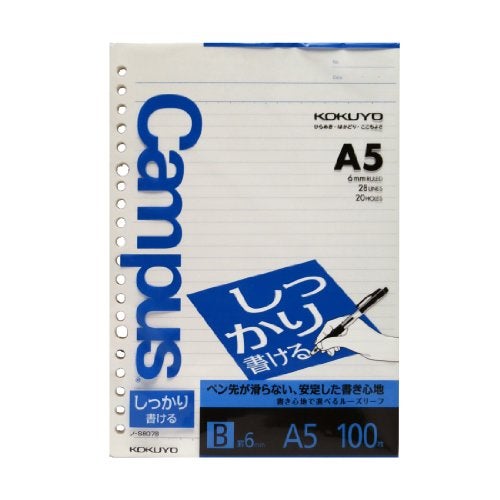 No.
Date
Campus
KOKUYO
ひらめき・はかどり・ここちよさ
A5
6mm RULED
28 LINES
20 HOLES
しっ
かり
書ける
ペン先が滑らない、安定した書き心地
書き心地で選べるルーズリーフ
しっかり
書ける
ノ-S807B
B 罫6mm A5 100枚
KOKUYO